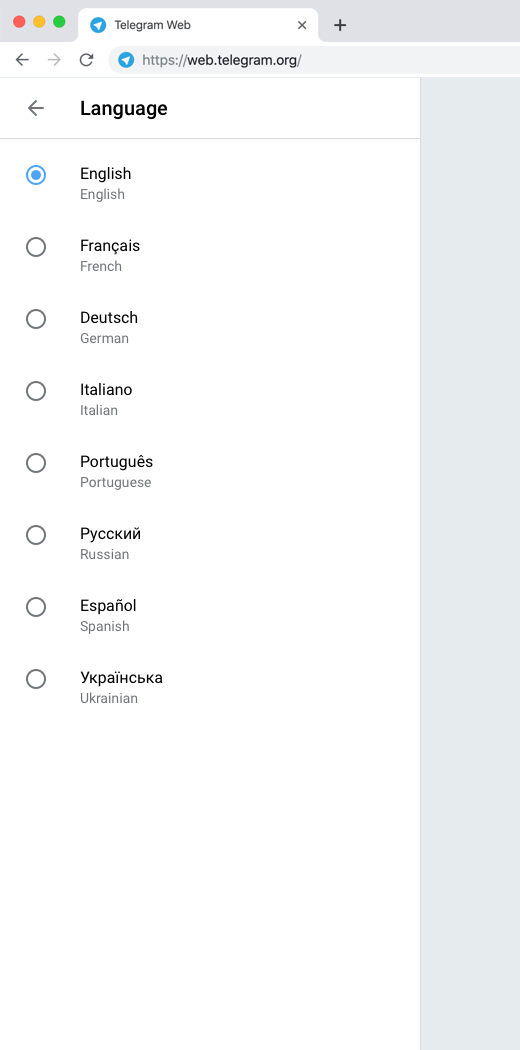 Telegram Web
https://web.telegram.org/
Language
English
English
Français
French
Deutsch
German
Italiano
Italian
Português
Portuguese
Русский
Russian
Español
Spanish
Українська
Ukrainian